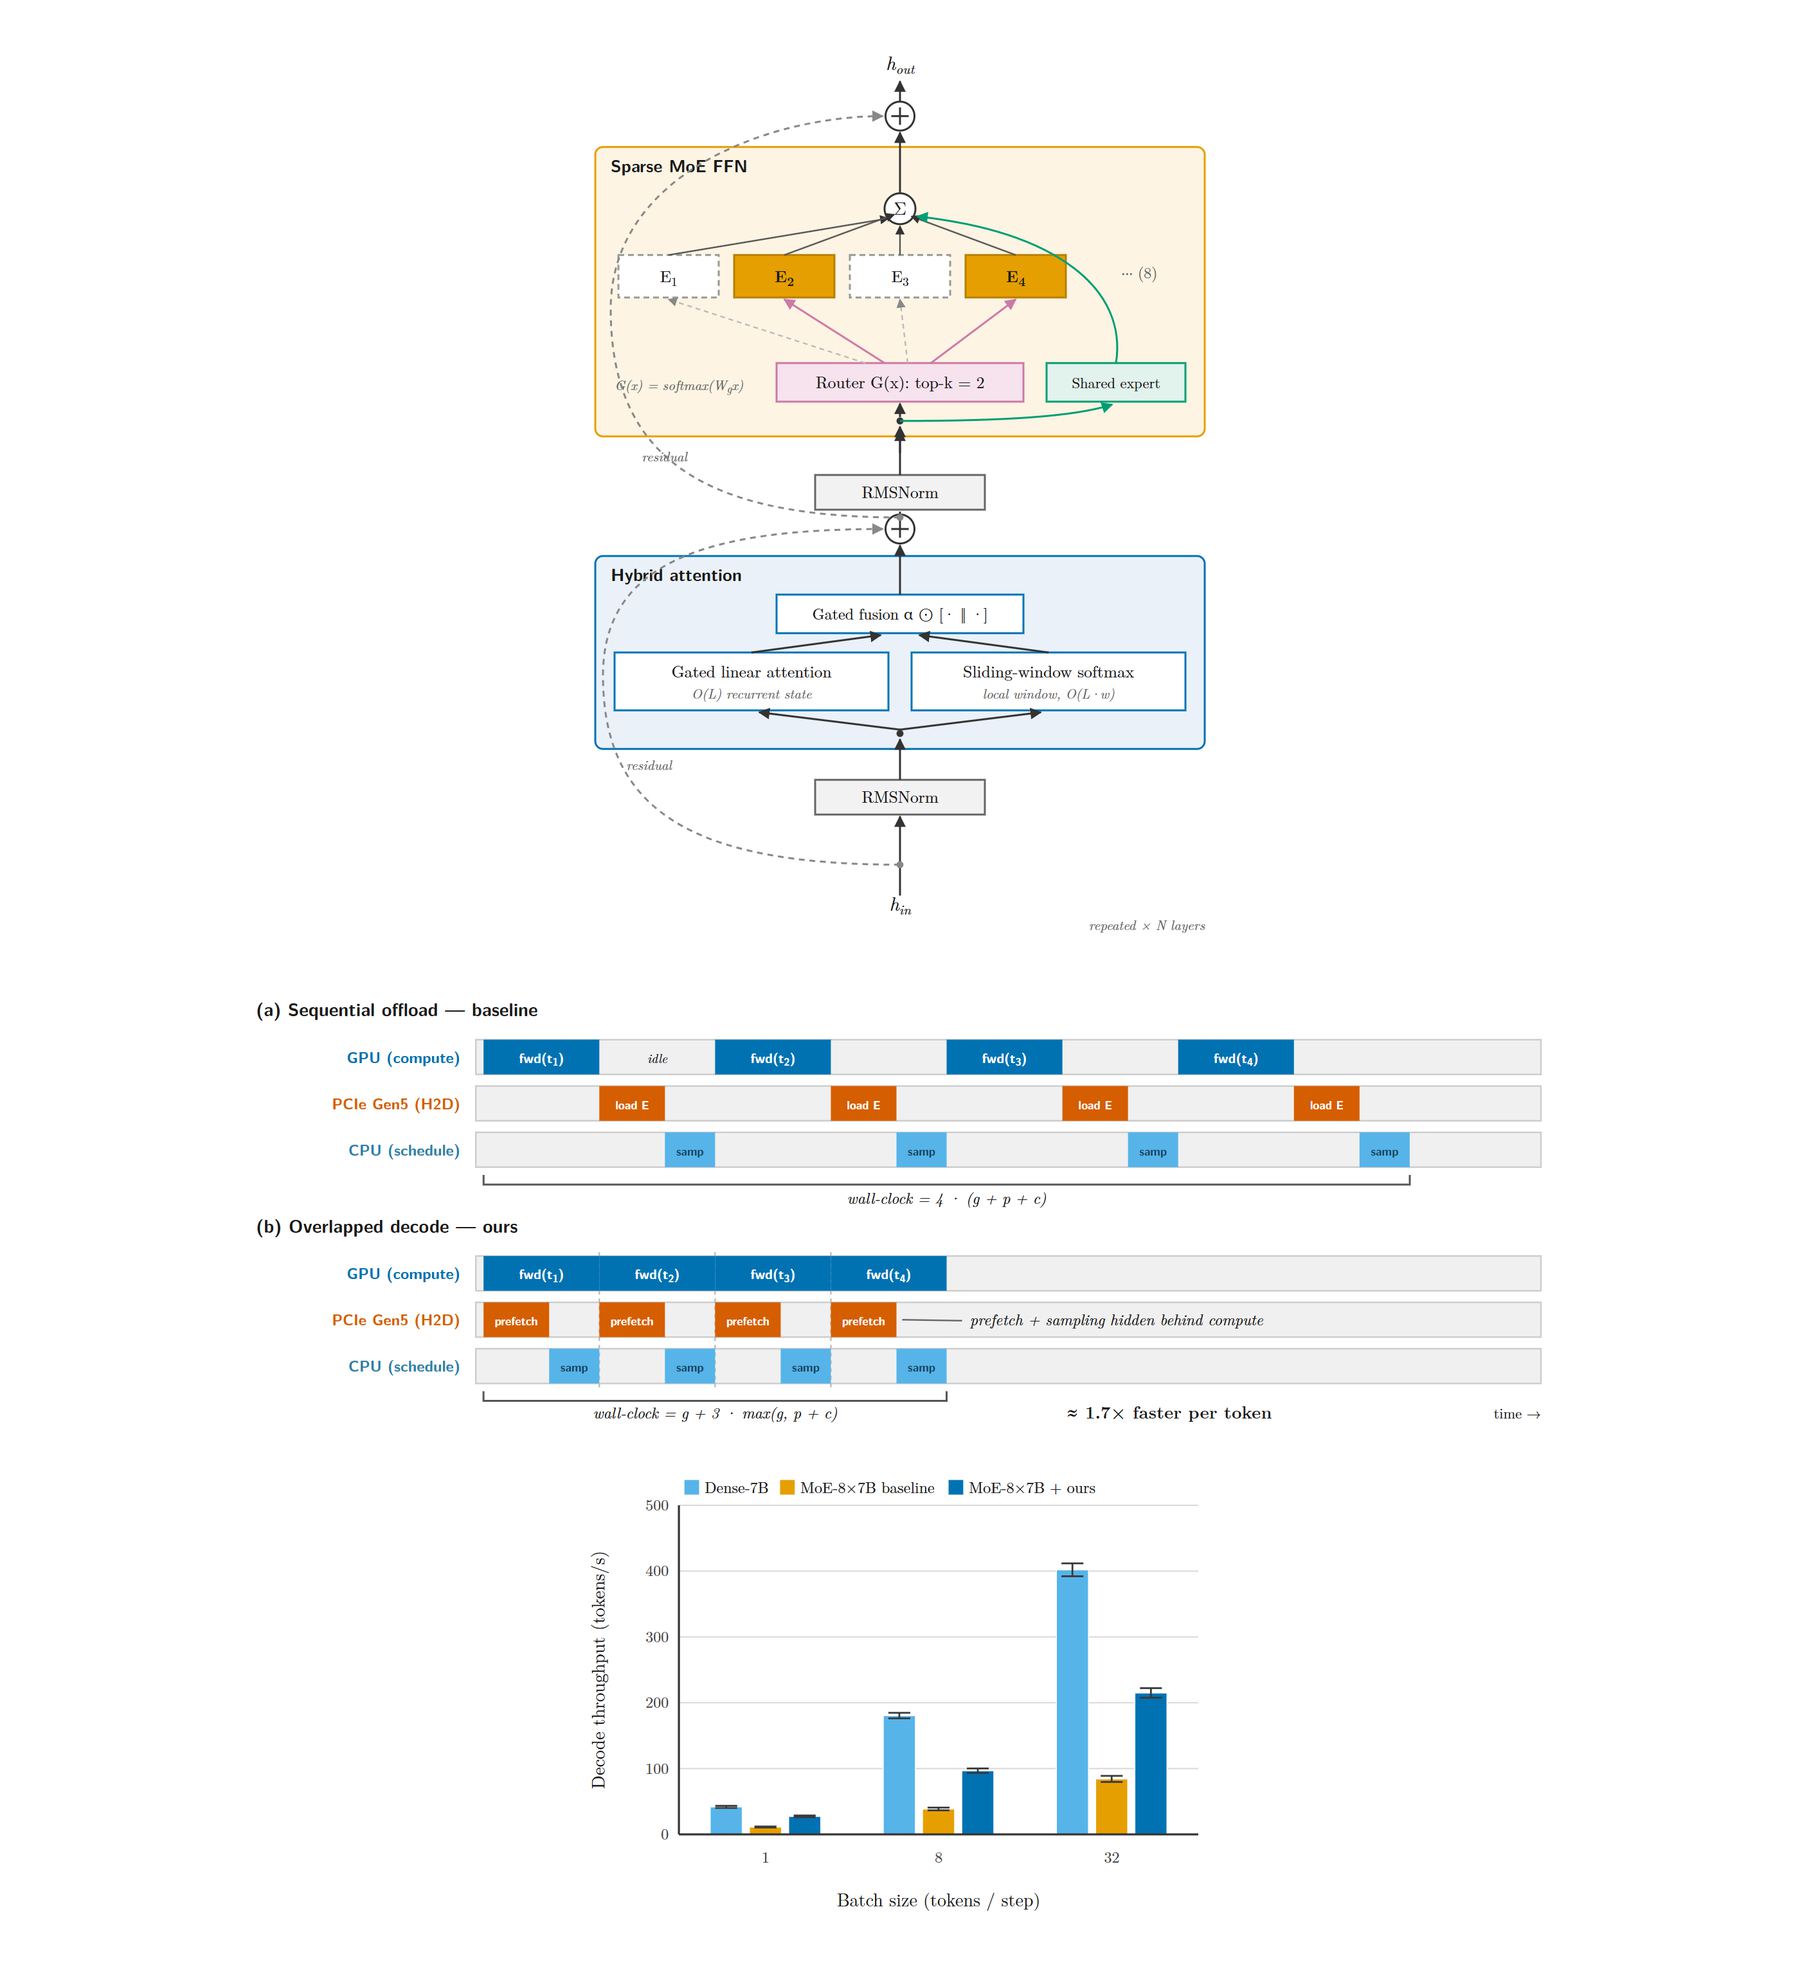 h_out
Sparse MoE FFN
Σ
E₁ E₂ E₃ E₄ ··· (8)
G(x) = softmax(W_g x) Router G(x): top-k = 2 Shared expert
residual
RMSNorm
Hybrid attention
Gated fusion α ⊙ [ · ‖ · ]
Gated linear attention
O(L) recurrent state
Sliding-window softmax
local window, O(L · w)
residual
RMSNorm
h_in
repeated × N layers
(a) Sequential offload — baseline
GPU (compute) fwd(t₁) idle fwd(t₂) fwd(t₃) fwd(t₄)
PCIe Gen5 (H2D) load E load E load E load E
CPU (schedule) samp samp samp samp
wall-clock = 4 · (g + p + c)
(b) Overlapped decode — ours
GPU (compute) fwd(t₁) fwd(t₂) fwd(t₃) fwd(t₄)
PCIe Gen5 (H2D) prefetch prefetch prefetch prefetch prefetch + sampling hidden behind compute
CPU (schedule) samp samp samp samp
wall-clock = g + 3 · max(g, p + c) ≈ 1.7× faster per token time →
Dense-7B MoE-8×7B baseline MoE-8×7B + ours
Decode throughput (tokens/s)
500
400
300
200
100
0
1 8 32
Batch size (tokens / step)